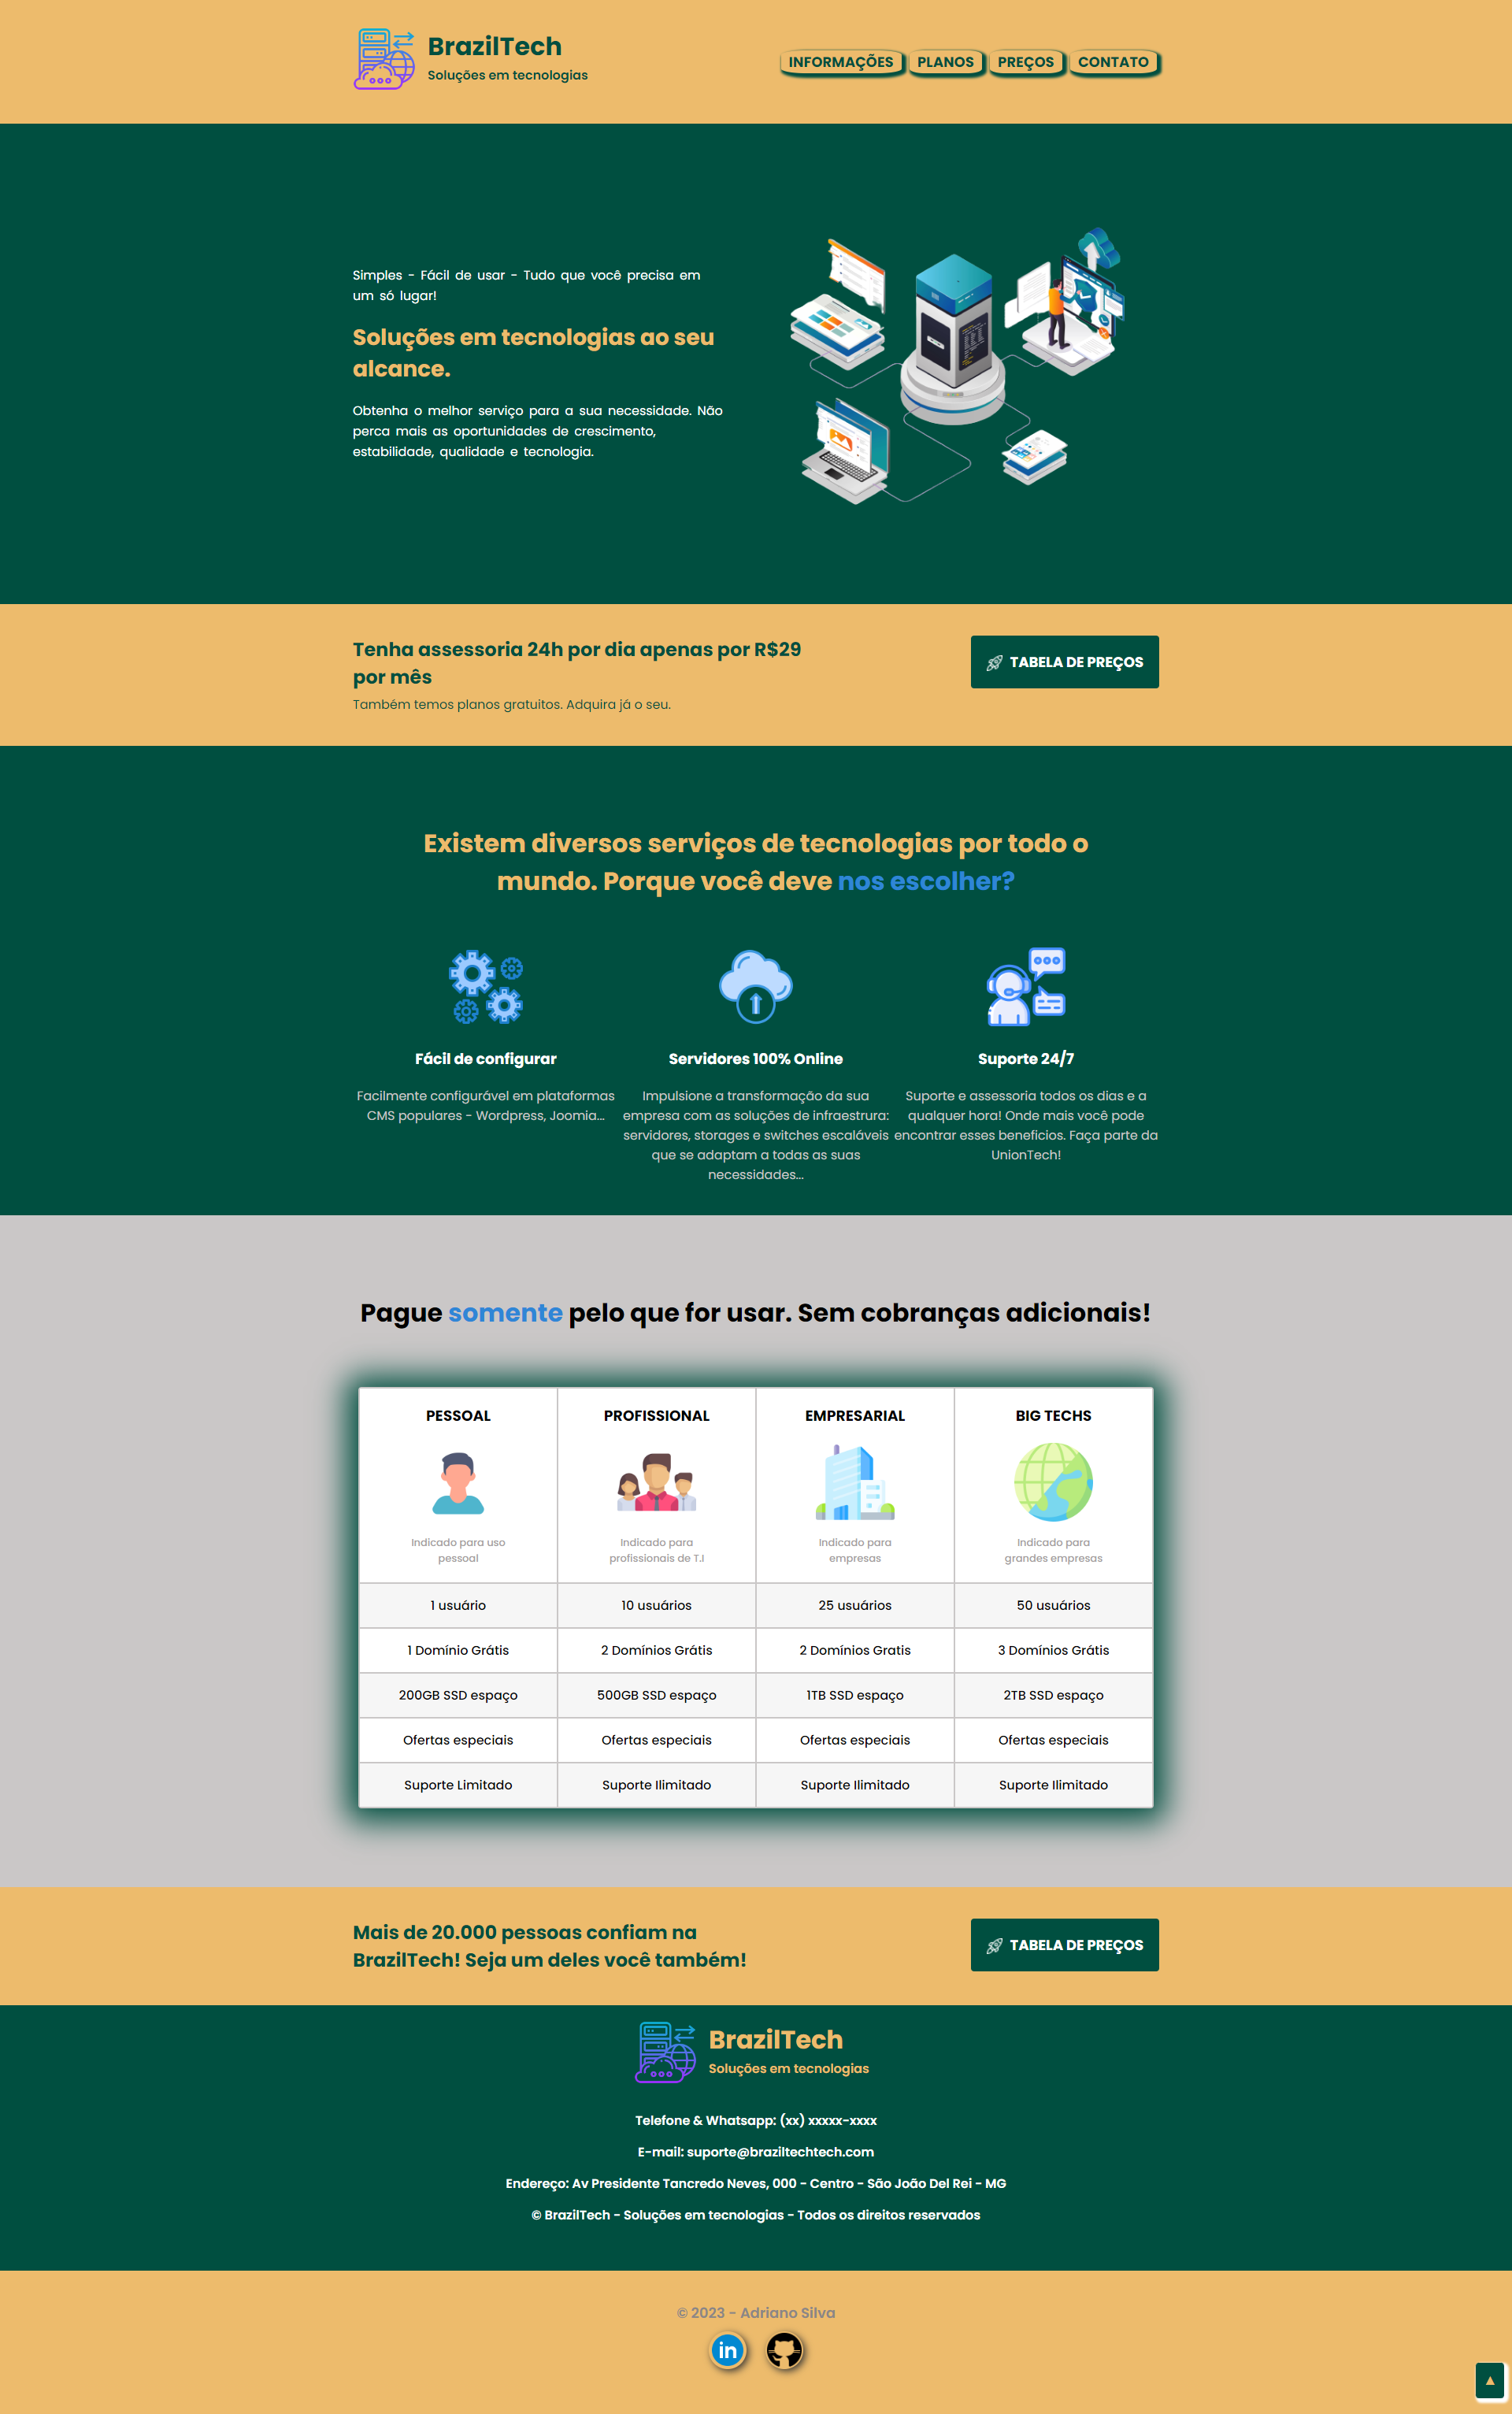 BrazilTech
Soluções em tecnologias
INFORMAÇÕES PLANOS PREÇOS CONTATO
Simples - Fácil de usar - Tudo que você precisa em
um só lugar!
Soluções em tecnologias ao seu
alcance.
Obtenha o melhor serviço para a sua necessidade. Não
perca mais as oportunidades de crescimento,
estabilidade, qualidade e tecnologia.
Tenha assessoria 24h por dia apenas por R$29
por mês
Também temos planos gratuitos. Adquira já o seu.
TABELA DE PREÇOS
Existem diversos serviços de tecnologias por todo o
mundo. Porque você deve nos escolher?
Fácil de configurar
Facilmente configurável em plataformas
CMS populares - Wordpress, Joomia...
Servidores 100% Online
Impulsione a transformação da sua
empresa com as soluções de infraestrura:
servidores, storages e switches escaláveis
que se adaptam a todas as suas
necessidades...
Suporte 24/7
Suporte e assessoria todos os dias e a
qualquer hora! Onde mais você pode
encontrar esses beneficios. Faça parte da
UnionTech!
Pague somente pelo que for usar. Sem cobranças adicionais!
PESSOAL PROFISSIONAL EMPRESARIAL BIG TECHS
Indicado para uso
pessoal
Indicado para
profissionais de T.I
Indicado para
empresas
Indicado para
grandes empresas
1 usuário 10 usuários 25 usuários 50 usuários
1 Domínio Grátis 2 Domínios Grátis 2 Domínios Gratis 3 Domínios Grátis
200GB SSD espaço 500GB SSD espaço 1TB SSD espaço 2TB SSD espaço
Ofertas especiais Ofertas especiais Ofertas especiais Ofertas especiais
Suporte Limitado Suporte Ilimitado Suporte Ilimitado Suporte Ilimitado
Mais de 20.000 pessoas confiam na
BrazilTech! Seja um deles você também!
TABELA DE PREÇOS
BrazilTech
Soluções em tecnologias
Telefone & Whatsapp: (xx) xxxxx-xxxx
E-mail: suporte@braziltechtech.com
Endereço: Av Presidente Tancredo Neves, 000 - Centro - São João Del Rei - MG
© BrazilTech - Soluções em tecnologias - Todos os direitos reservados
© 2023 - Adriano Silva
in
▲